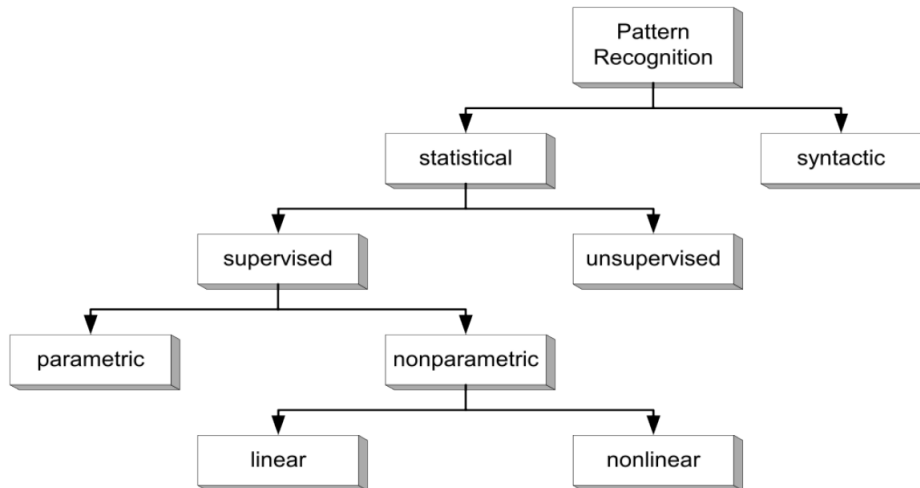 Pattern
Recognition
statistical
syntactic
supervised
unsupervised
parametric
nonparametric
linear
nonlinear